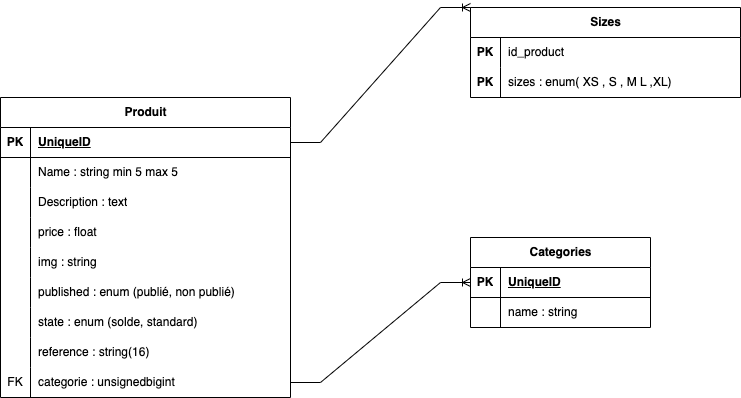 Sizes
PK id_product
PK sizes : enum( XS , S , M L ,XL)
Produit
PK UniqueID
Name : string min 5 max 5
Description : text
price : float
img : string
published : enum (publié, non publié)
state : enum (solde, standard)
reference : string(16)
FK categorie : unsignedbigint
Categories
PK UniqueID
name : string